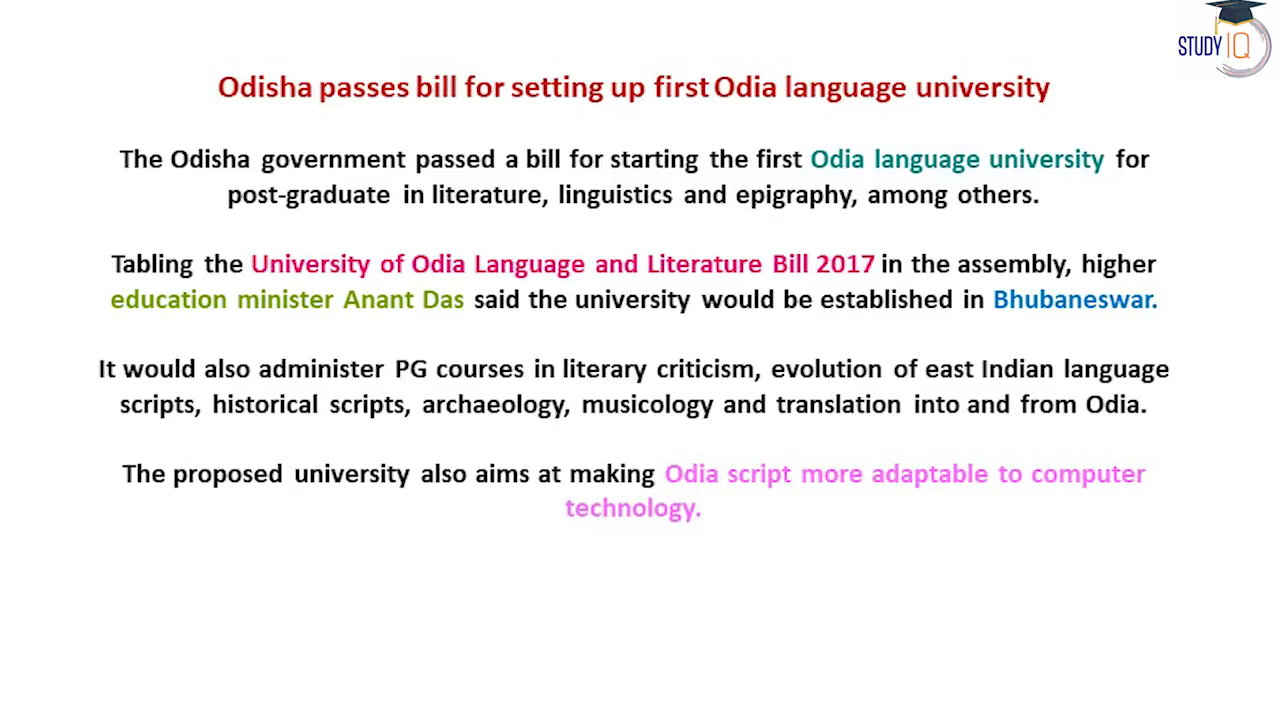 STUDY IQ
Odisha passes bill for setting up first Odia language university
The Odisha government passed a bill for starting the first Odia language university for
post-graduate in literature, linguistics and epigraphy, among others.
Tabling the University of Odia Language and Literature Bill 2017 in the assembly, higher
education minister Anant Das said the university would be established in Bhubaneswar.
It would also administer PG courses in literary criticism, evolution of east Indian language
scripts, historical scripts, archaeology, musicology and translation into and from Odia.
The proposed university also aims at making Odia script more adaptable to computer
technology.